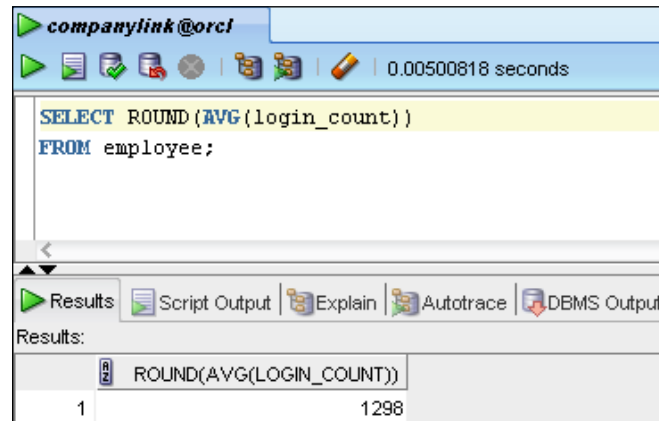 companylink@orcl
0.00500818 seconds
SELECT ROUND(AVG(login_count))
FROM employee;
Results Script Output Explain Autotrace DBMS Output
Results:
AZ ROUND(AVG(LOGIN_COUNT))
1 1298